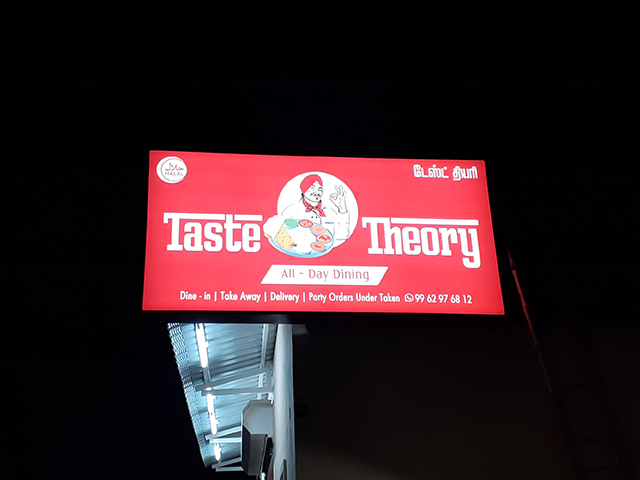 حلال
HALAL
டேஸ்ட் தியரி
Taste Theory
All - Day Dining
Dine - in | Take Away | Delivery | Party Orders Under Taken 99 62 97 68 12